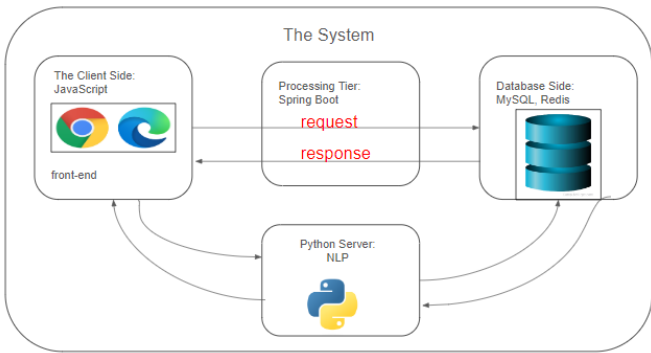 The System
The Client Side:
JavaScript
front-end
Processing Tier:
Spring Boot
request
response
Database Side:
MySQL, Redis
Python Server:
NLP